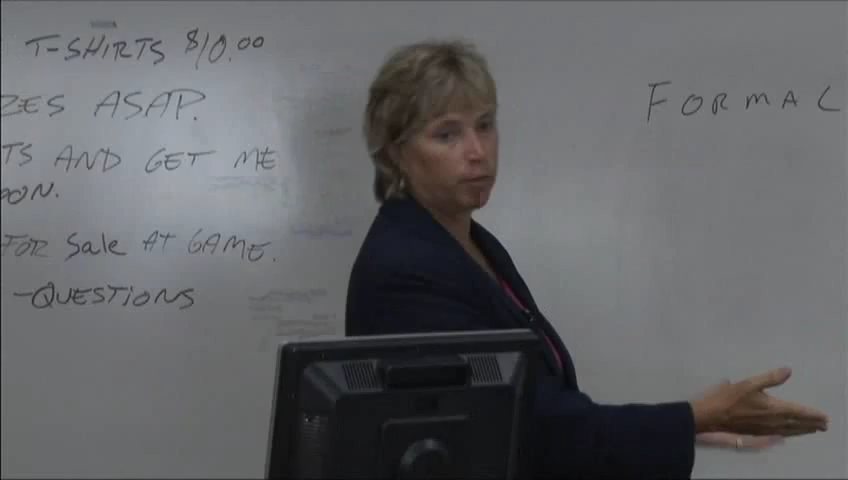 T-SHIRTS $10.00
ZES ASAP.
TS AND GET ME
OON.
FOR Sale AT GAME.
-QUESTIONS
FORMAL